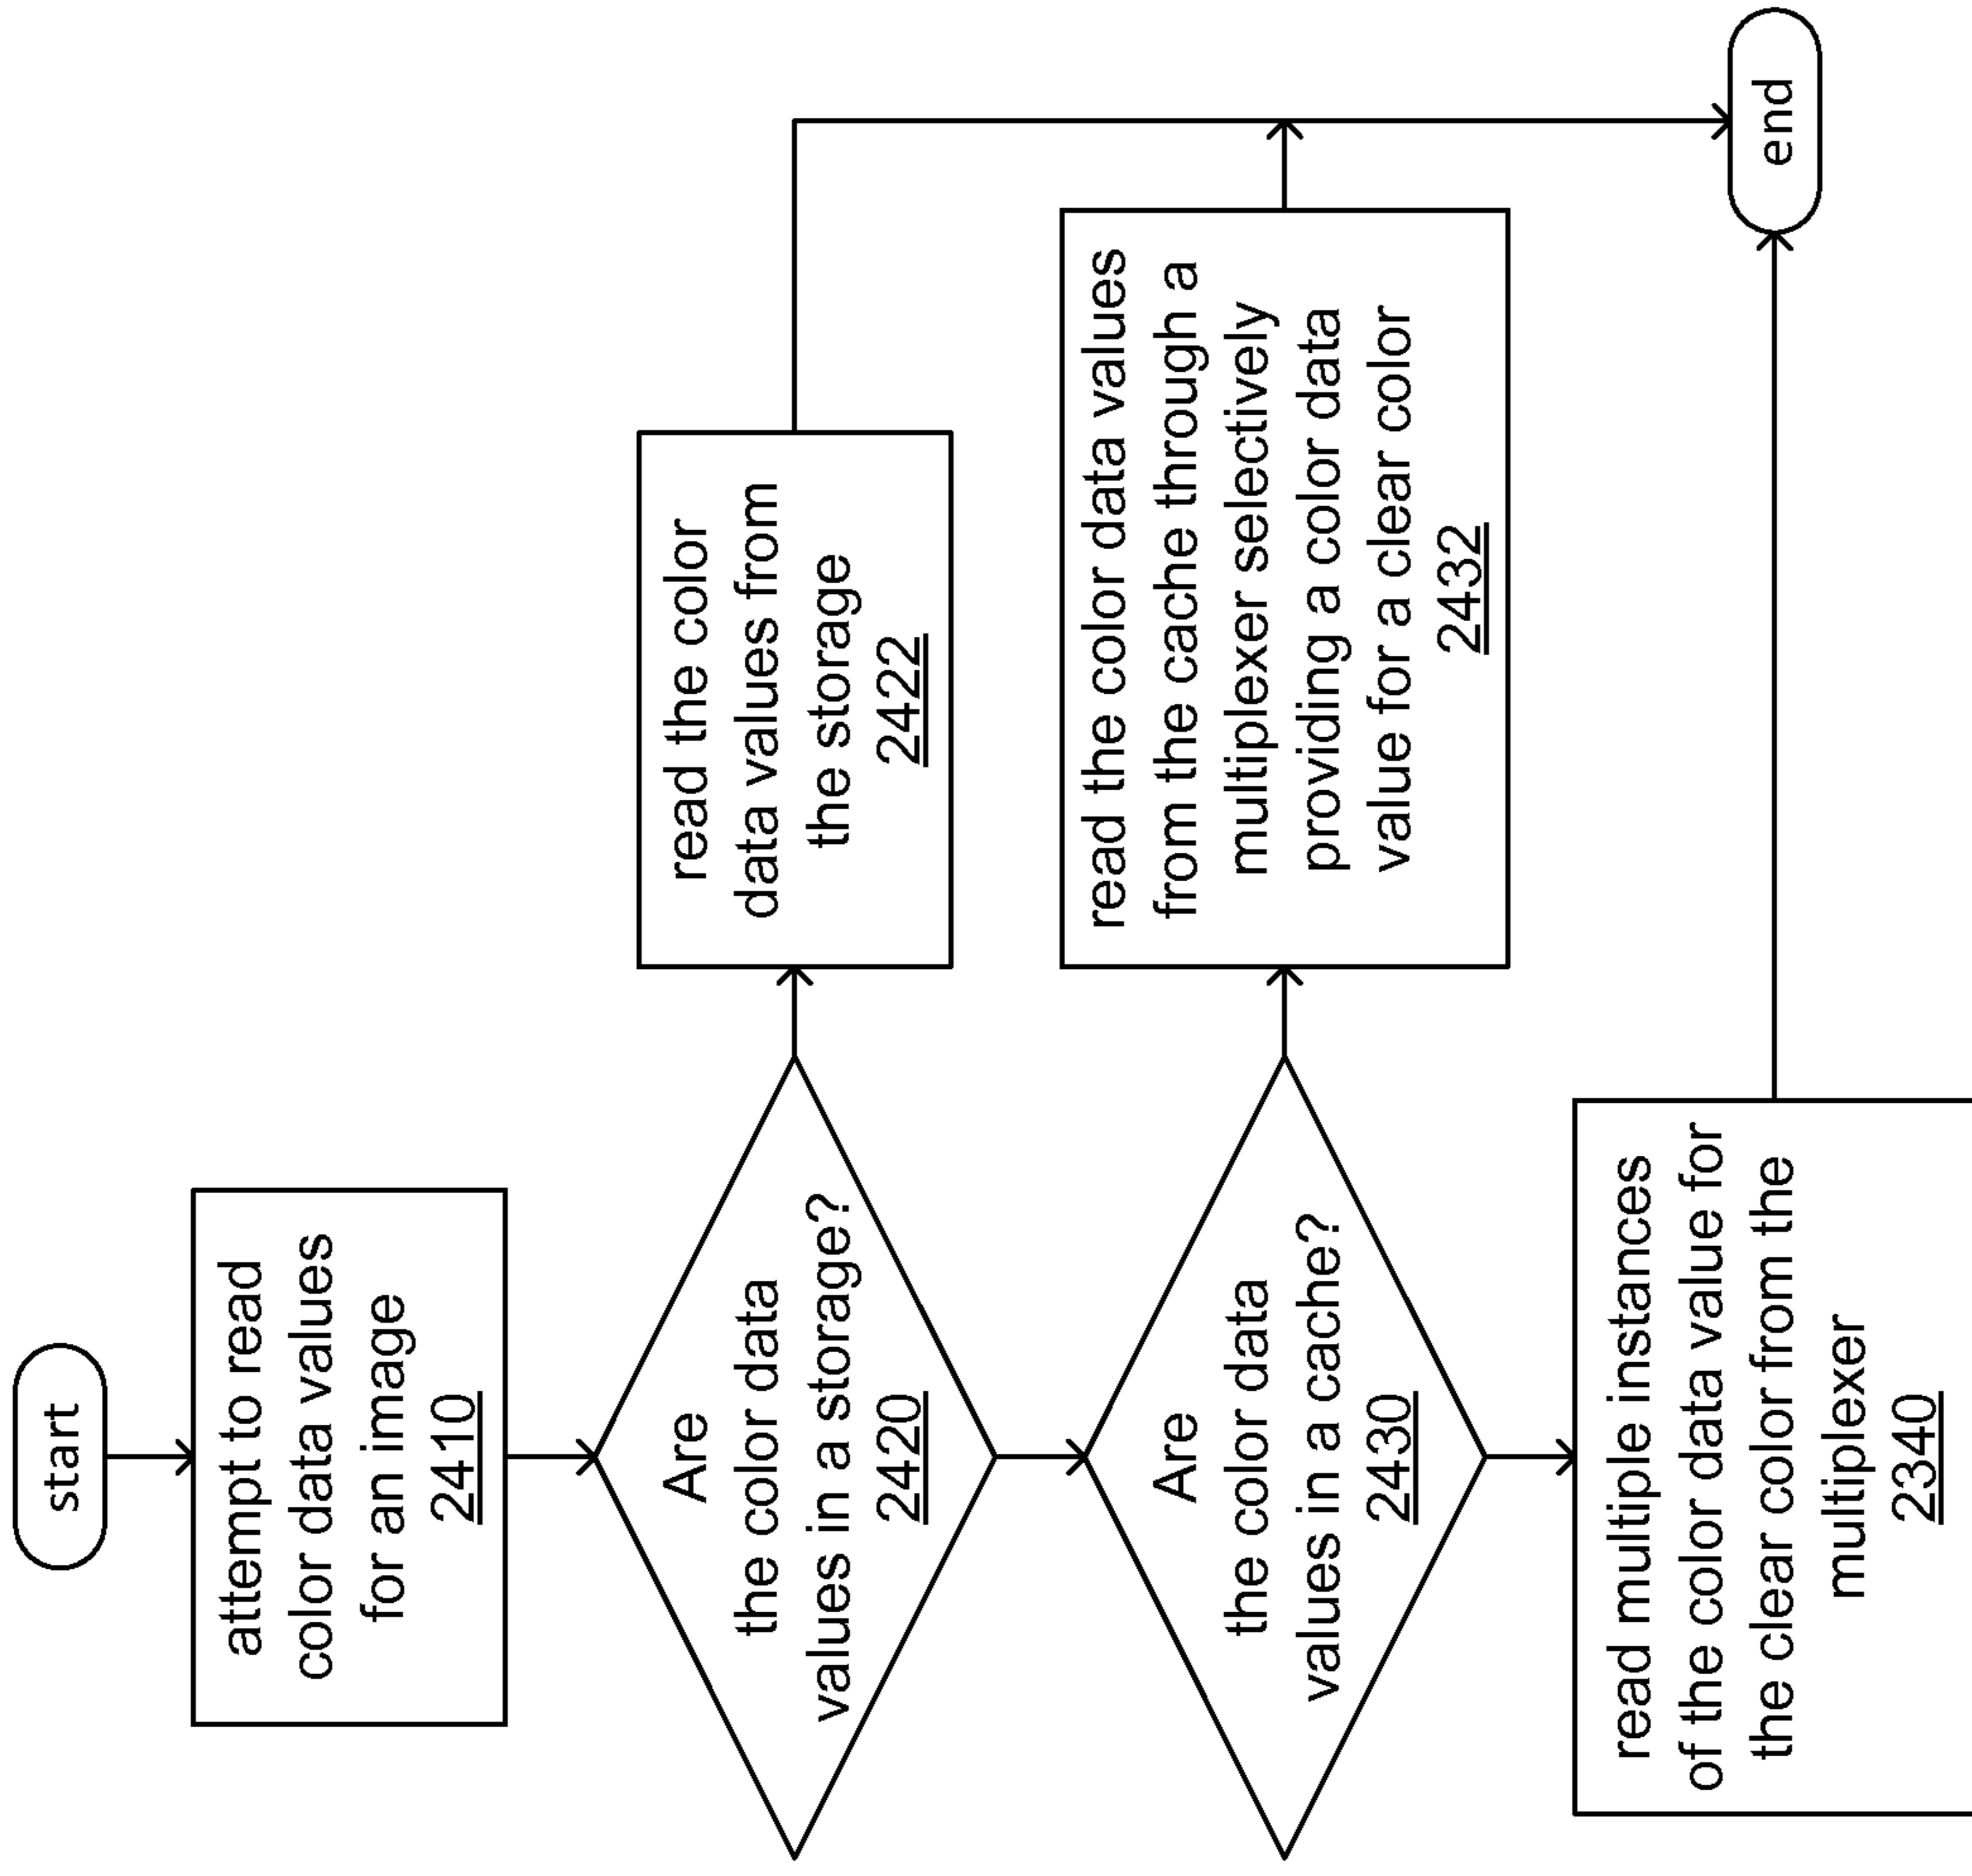 start
attempt to read
color data values
for an image
2410
Are
the color data
values in a storage?
2420
read the color
data values from
the storage
2422
Are
the color data
values in a cache?
2430
read the color data values
from the cache through a
multiplexer selectively
providing a color data
value for a clear color
2432
read multiple instances
of the color data value for
the clear color from the
multiplexer
2340
end